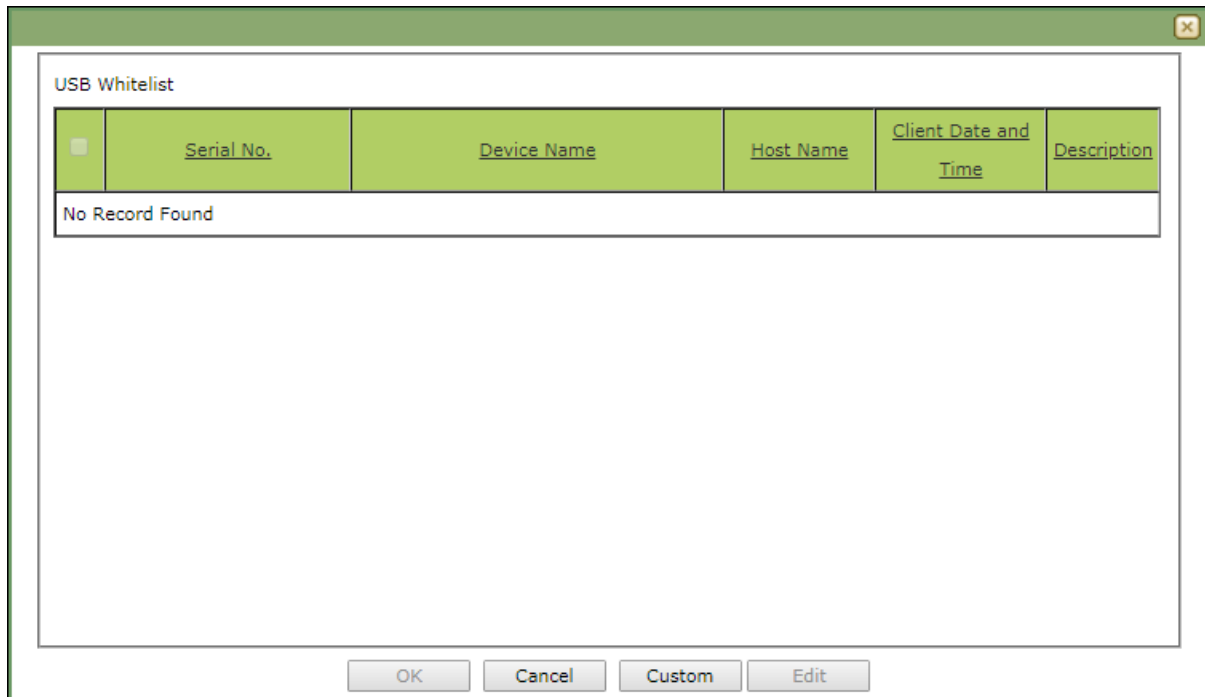 USB Whitelist
Serial No. Device Name Host Name Client Date and Time Description
No Record Found
OK Cancel Custom Edit